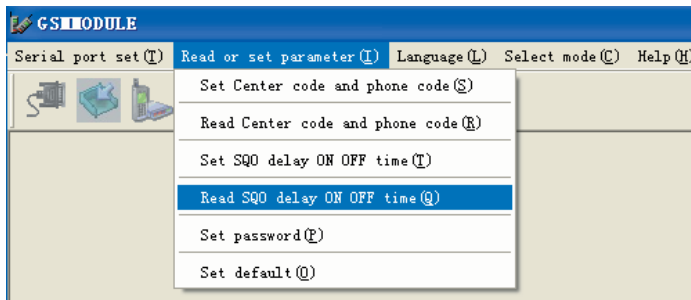 GSMMODULE
Serial port set(T) Read or set parameter(I) Language(L) Select mode(C) Help(H
Set Center code and phone code(S)
Read Center code and phone code(R)
Set SQO delay ON OFF time(T)
Read SQO delay ON OFF time(Q)
Set password(P)
Set default(O)